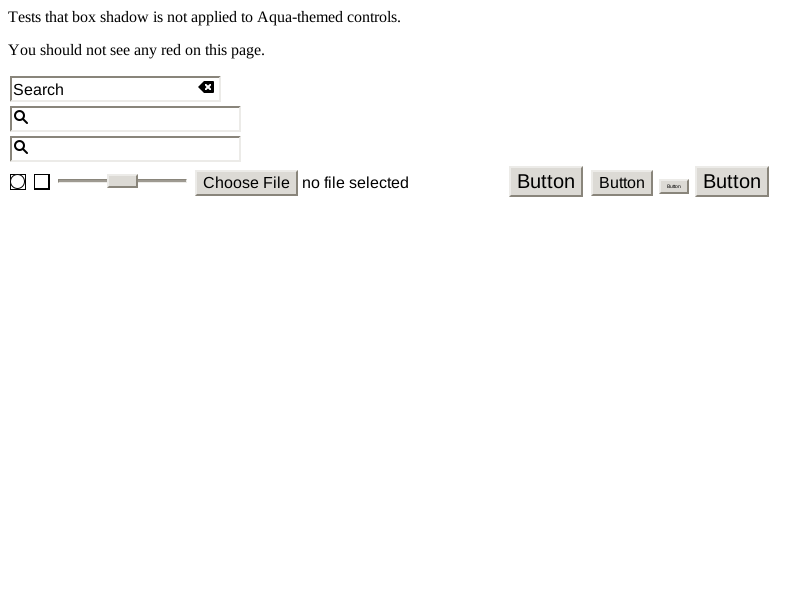 Tests that box shadow is not applied to Aqua-themed controls.
You should not see any red on this page.
Search
Choose File no file selected Button Button Button Button